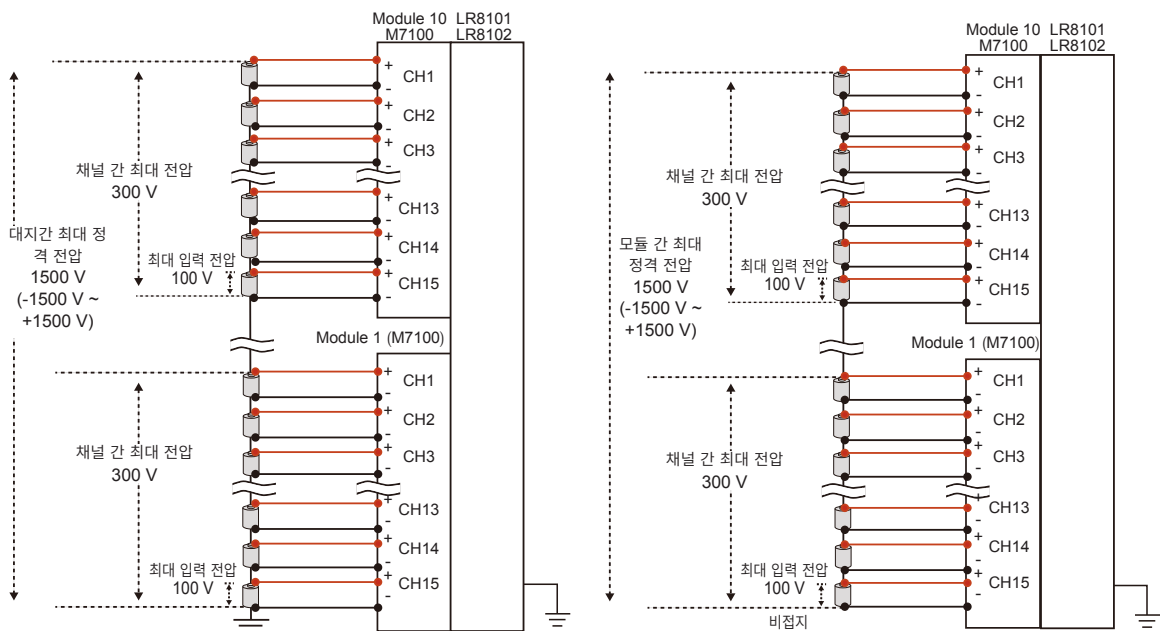 Module 10 LR8101
M7100 LR8102
+
CH1
-
+
CH2
-
+
CH3
-
채널 간 최대 전압
300 V
+
CH13
-
대지간 최대 정
격 전압
1500 V
(-1500 V ~
+1500 V)
+
CH14
-
최대 입력 전압
100 V
+
CH15
-
Module 1 (M7100)
+
CH1
-
+
CH2
-
+
CH3
-
채널 간 최대 전압
300 V
+
CH13
-
+
CH14
-
최대 입력 전압
100 V
+
CH15
-
Module 10 LR8101
M7100 LR8102
+
CH1
-
+
CH2
-
+
CH3
-
채널 간 최대 전압
300 V
+
CH13
-
모듈 간 최대
정격 전압
1500 V
(-1500 V ~
+1500 V)
+
CH14
-
최대 입력 전압
100 V
+
CH15
-
Module 1 (M7100)
+
CH1
-
+
CH2
-
+
CH3
-
채널 간 최대 전압
300 V
+
CH13
-
+
CH14
-
최대 입력 전압
100 V
+
CH15
-
비접지